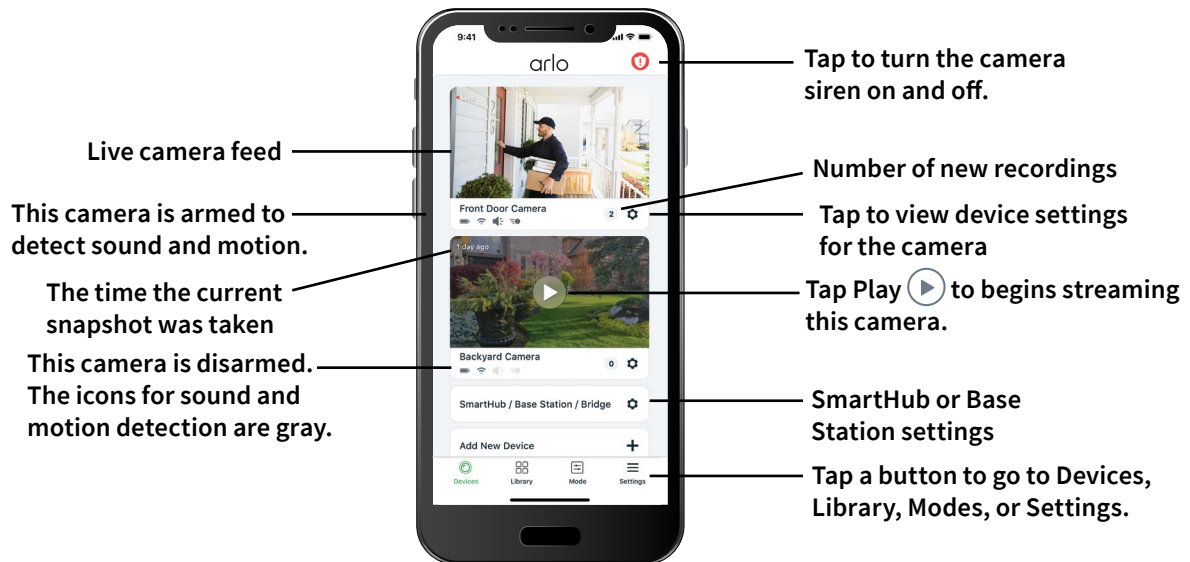 9:41
arlo
Tap to turn the camera
siren on and off.
Live
Live camera feed
Number of new recordings
This camera is armed to
detect sound and motion.
Front Door Camera
2
Tap to view device settings
for the camera
1 day ago
The time the current
snapshot was taken
Tap Play to begins streaming
this camera.
This camera is disarmed.
The icons for sound and
motion detection are gray.
Backyard Camera
0
SmartHub / Base Station / Bridge
SmartHub or Base
Station settings
Add New Device
Devices
Library
Mode
Settings
Tap a button to go to Devices,
Library, Modes, or Settings.